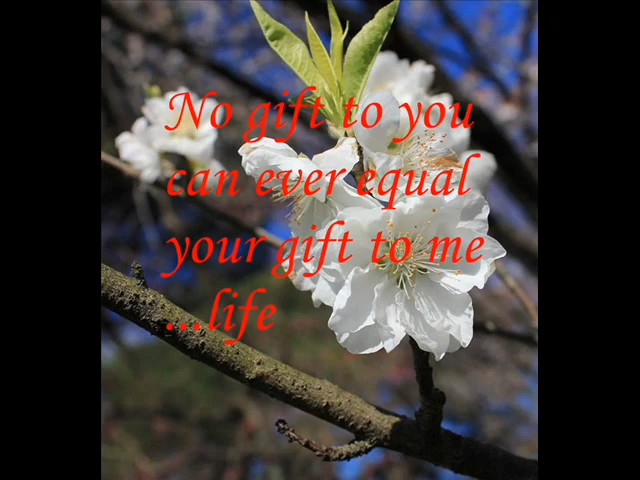 No gift to you
can ever equal
your gift to me
...life